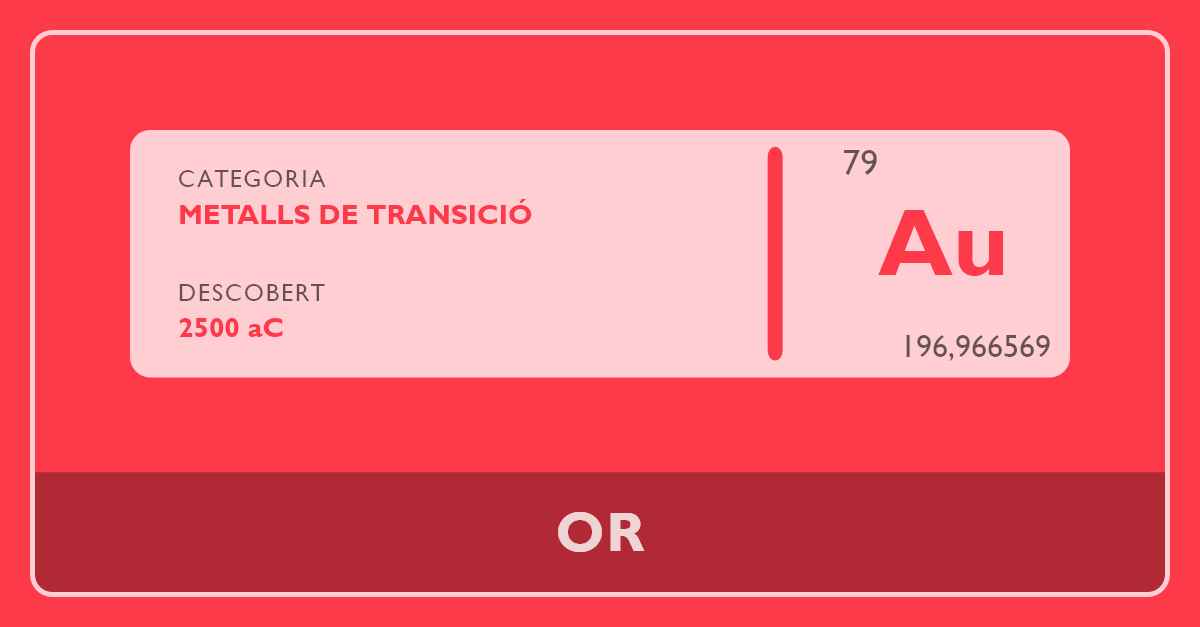 CATEGORIA
METALLS DE TRANSICIÓ
DESCOBERT
2500 aC
79
Au
196,966569
OR